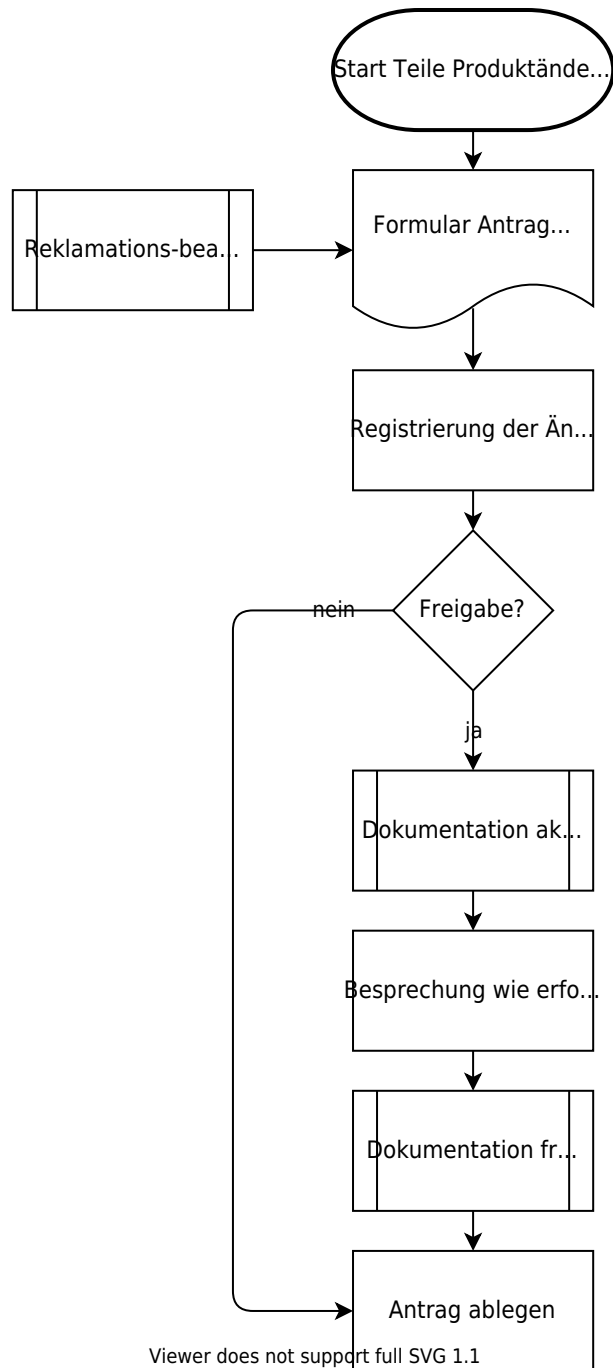 Start Teile Produktände...
Formular Antrag...
Reklamations-bea...
Registrierung der Än...
Freigabe?
nein
ja
Dokumentation ak...
Besprechung wie erfo...
Dokumentation fr...
Antrag ablegen
Viewer does not support full SVG 1.1